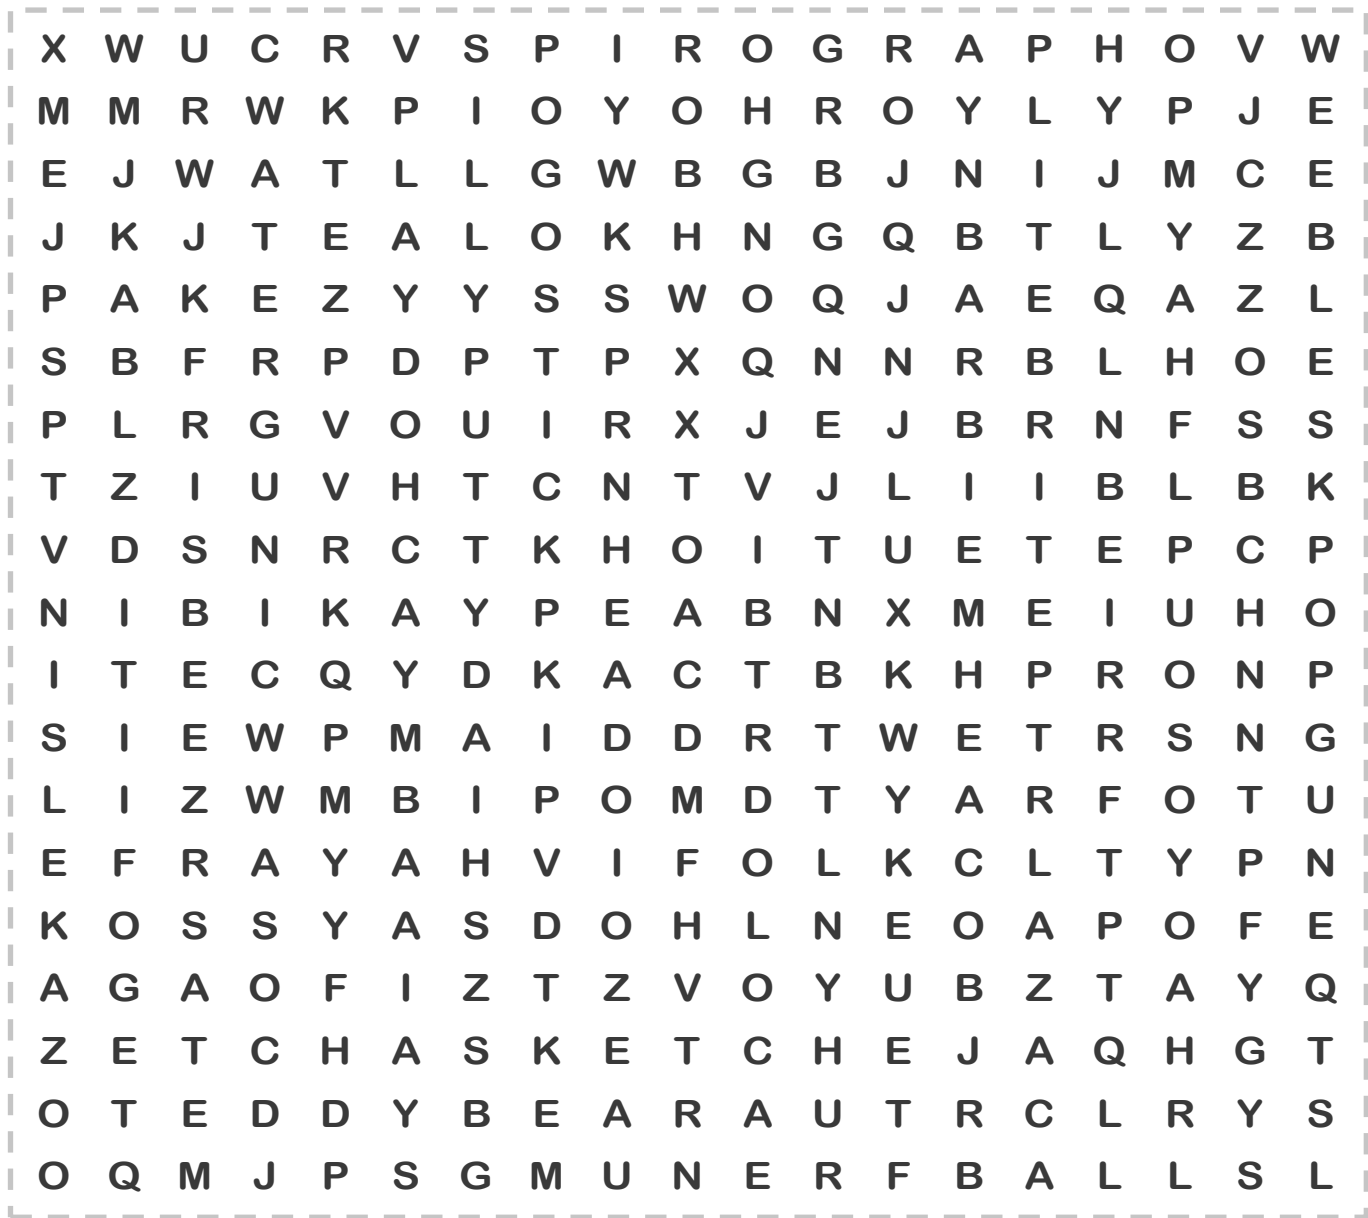 X W U C R V S P I R O G R A P H O V W
M M R W K P I O Y O H R O Y L Y P J E
E J W A T L L G W B G B J N I J M C E
J K J T E A L O K H N G Q B T L Y Z B
P A K E Z Y Y S S W O Q J A E Q A Z L
S B F R P D P T P X Q N N R B L H O E
P L R G V O U I R X J E J B R N F S S
T Z I U V H T C N T V J L I I B L B K
V D S N R C T K H O I T U E T E P C P
N I B I K A Y P E A B N X M E I U H O
I T E C Q Y D K A C T B K H P R O N P
S I E W P M A I D D R T W E T R S N G
L I Z W M B I P O M D T Y A R F O T U
E F R A Y A H V I F O L K C L T Y P N
K O S S Y A S D O H L N E O A P O F E
A G A O F I Z T Z V O Y U B Z T A Y Q
Z E T C H A S K E T C H E J A Q H G T
O T E D D Y B E A R A U T R C L R Y S
O Q M J P S G M U N E R F B A L L S L